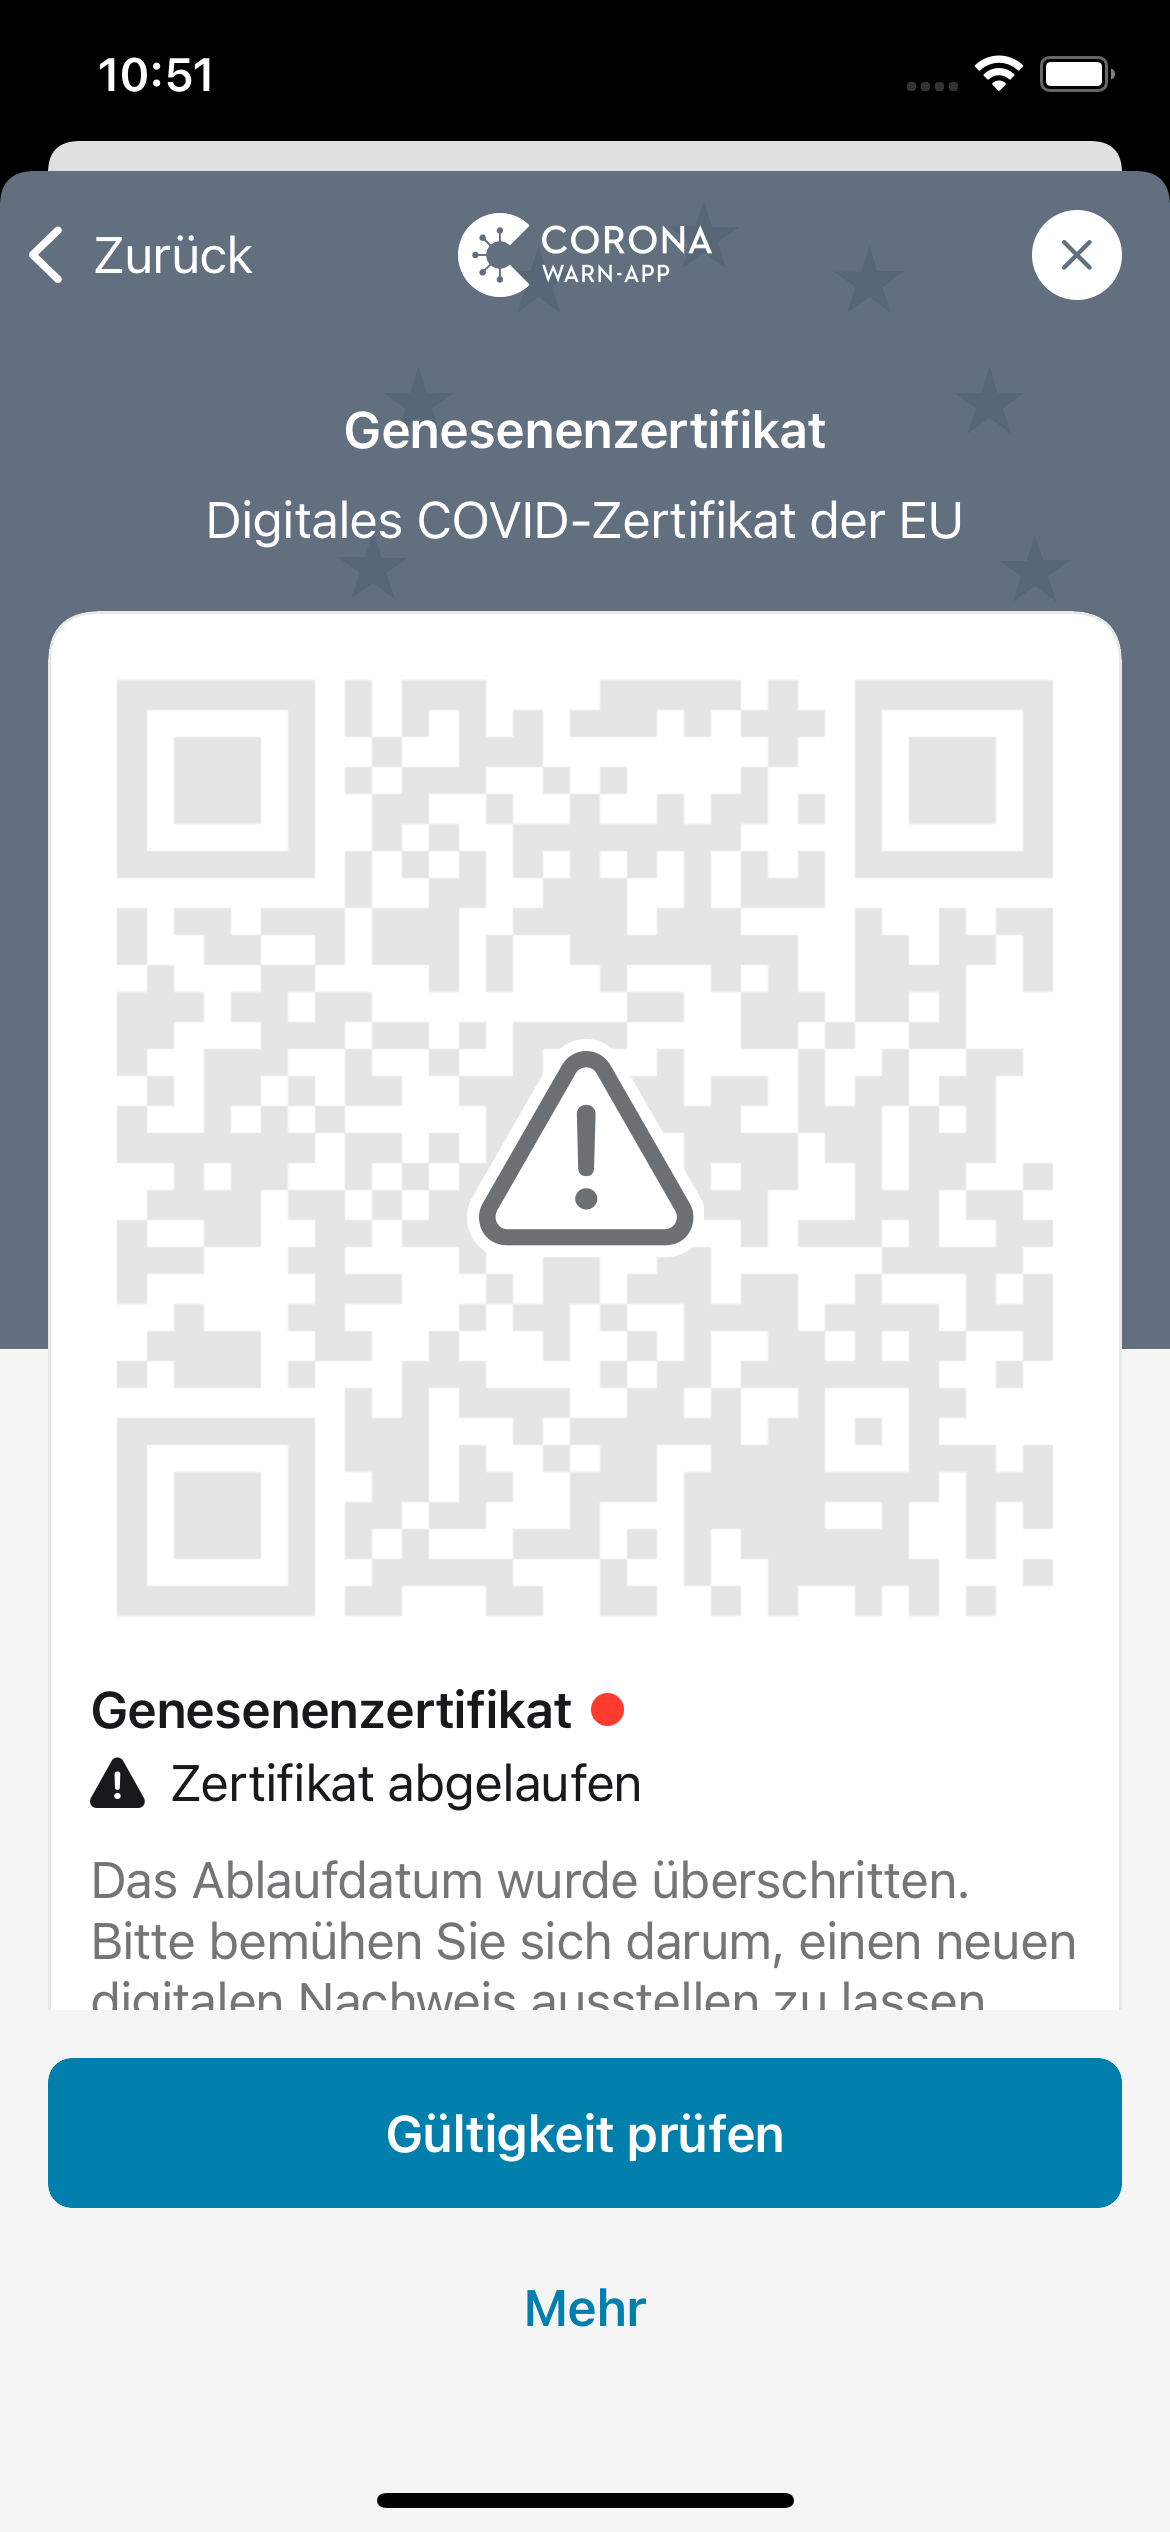 10:51
Zurück
CORONA
WARN-APP
Genesenenzertifikat
Digitales COVID-Zertifikat der EU
Genesenenzertifikat
Zertifikat abgelaufen
Das Ablaufdatum wurde überschritten.
Bitte bemühen Sie sich darum, einen neuen
digitalen Nachweis ausstellen zu lassen
Gültigkeit prüfen
Mehr